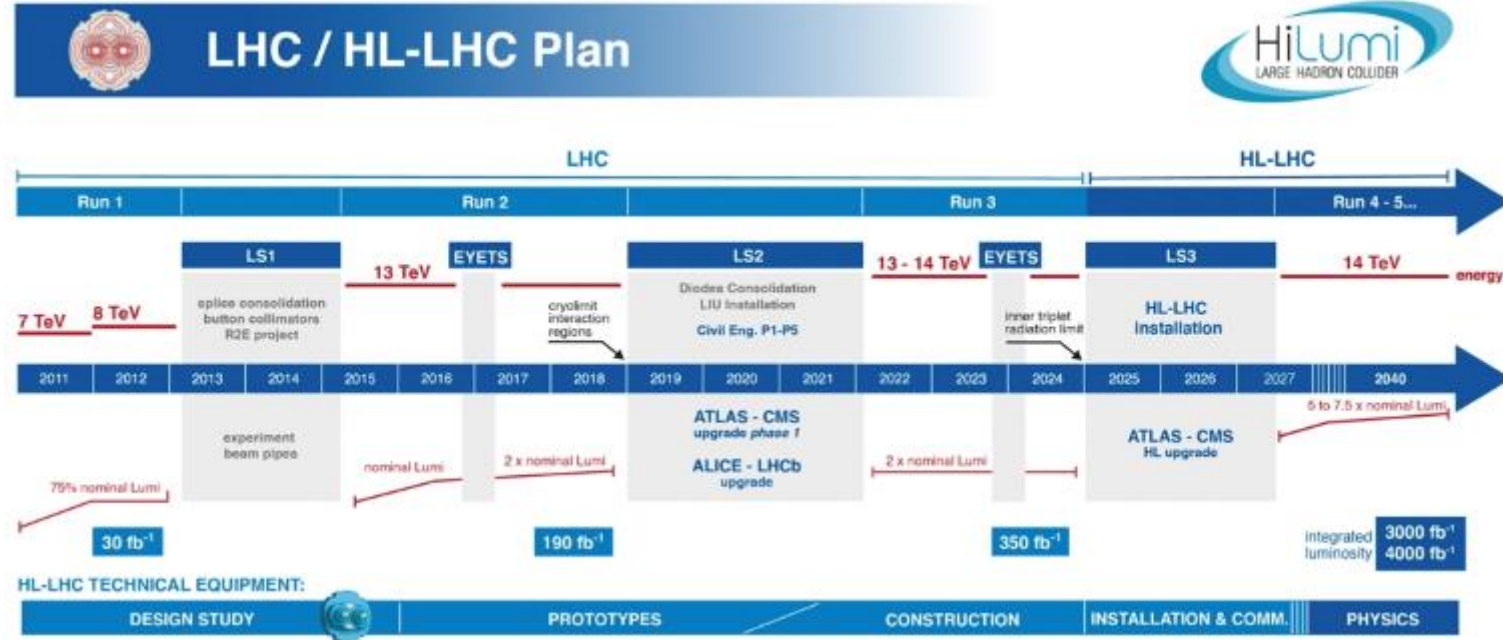 LHC / HL-LHC Plan
HiLumi
LARGE HADRON COLLIDER
LHC
HL-LHC
Run 1
Run 2
Run 3
Run 4 - 5...
LS1
EYETS
LS2
EYETS
LS3
13 TeV
13 - 14 TeV
14 TeV
energy
7 TeV
8 TeV
splice consolidation
button collimators
R2E project
cryolimit
interaction
regions
Diodes Consolidation
LIU Installation
Civil Eng. P1-P5
inner triplet
radiation limit
HL-LHC
installation
2011 2012 2013 2014 2015 2016 2017 2018 2019 2020 2021 2022 2023 2024 2025 2026 2027 2040
5 to 7.5 x nominal Lumi
experiment
beam pipes
ATLAS - CMS
upgrade phase 1
ALICE - LHCb
upgrade
ATLAS - CMS
HL upgrade
75% nominal Lumi
nominal Lumi
2 x nominal Lumi
2 x nominal Lumi
30 fb⁻¹
190 fb⁻¹
350 fb⁻¹
integrated
luminosity
3000 fb⁻¹
4000 fb⁻¹
HL-LHC TECHNICAL EQUIPMENT:
DESIGN STUDY
PROTOTYPES
CONSTRUCTION
INSTALLATION & COMM.
PHYSICS